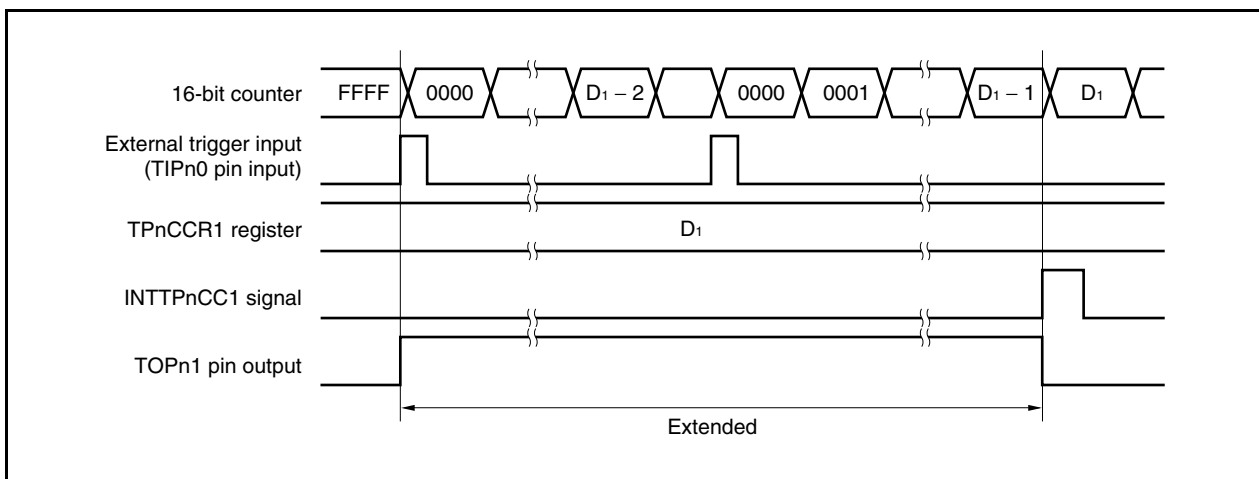 16-bit counter FFFF 0000 D₁ − 2 0000 0001 D₁ − 1 D₁
External trigger input
(TIPn0 pin input)
TPnCCR1 register D₁
INTTPnCC1 signal
TOPn1 pin output
Extended